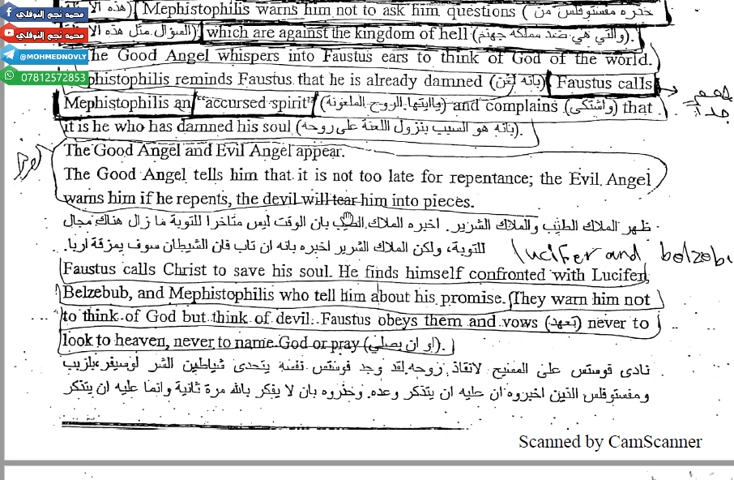 محمد نجم النوفلي
محمد نجم النوفلي
@MOHMEDNOVLY
07812572853
Mephistophilis warns him not to ask him questions (حذره مفستوفلس من
which are against the kingdom of hell (والتي هي ضد مملكة جهنم).
The Good Angel whispers into Faustus ears to think of God of the world.
Mephistophilis reminds Faustus that he is already damned (بأنه لعن) Faustus calls
Mephistophilis an "accursed spirit" and complains (واشتكى) that
it is he who has damned his soul (بأنه هو السبب بنزول اللعنة على روحه).
The Good Angel and Evil Angel appear.
The Good Angel tells him that it is not too late for repentance; the Evil Angel
warns him if he repents, the devil will tear him into pieces.
ظهر الملاك الطيب والملاك الشرير. اخبره الملاك الطيب بان الوقت ليس متاخرا للتوبة ما زال هناك مجال
للتوبة، ولكن الملاك الشرير اخبره بانه ان تاب فان الشيطان سوف يمزقة اربا.
lucifer and belzeb
Faustus calls Christ to save his soul. He finds himself confronted with Lucifer,
Belzebub, and Mephistophilis who tell him about his promise. They warn him not
to think of God but think of devil. Faustus obeys them and vows (تعهد) never to
look to heaven, never to name God or pray (او ان يصلي).
نادى فوستس على المسيح لانقاذ روحه لقد وجد فوستس نفسه يتحدى شياطين الشر لوسيفر، بلزيب
ومفستوفلس الذين اخبروه ان عليه ان يتذكر وعده. وحذروه بان لا يفكر بالله مرة ثانية وانما عليه ان يتذكر
Scanned by CamScanner